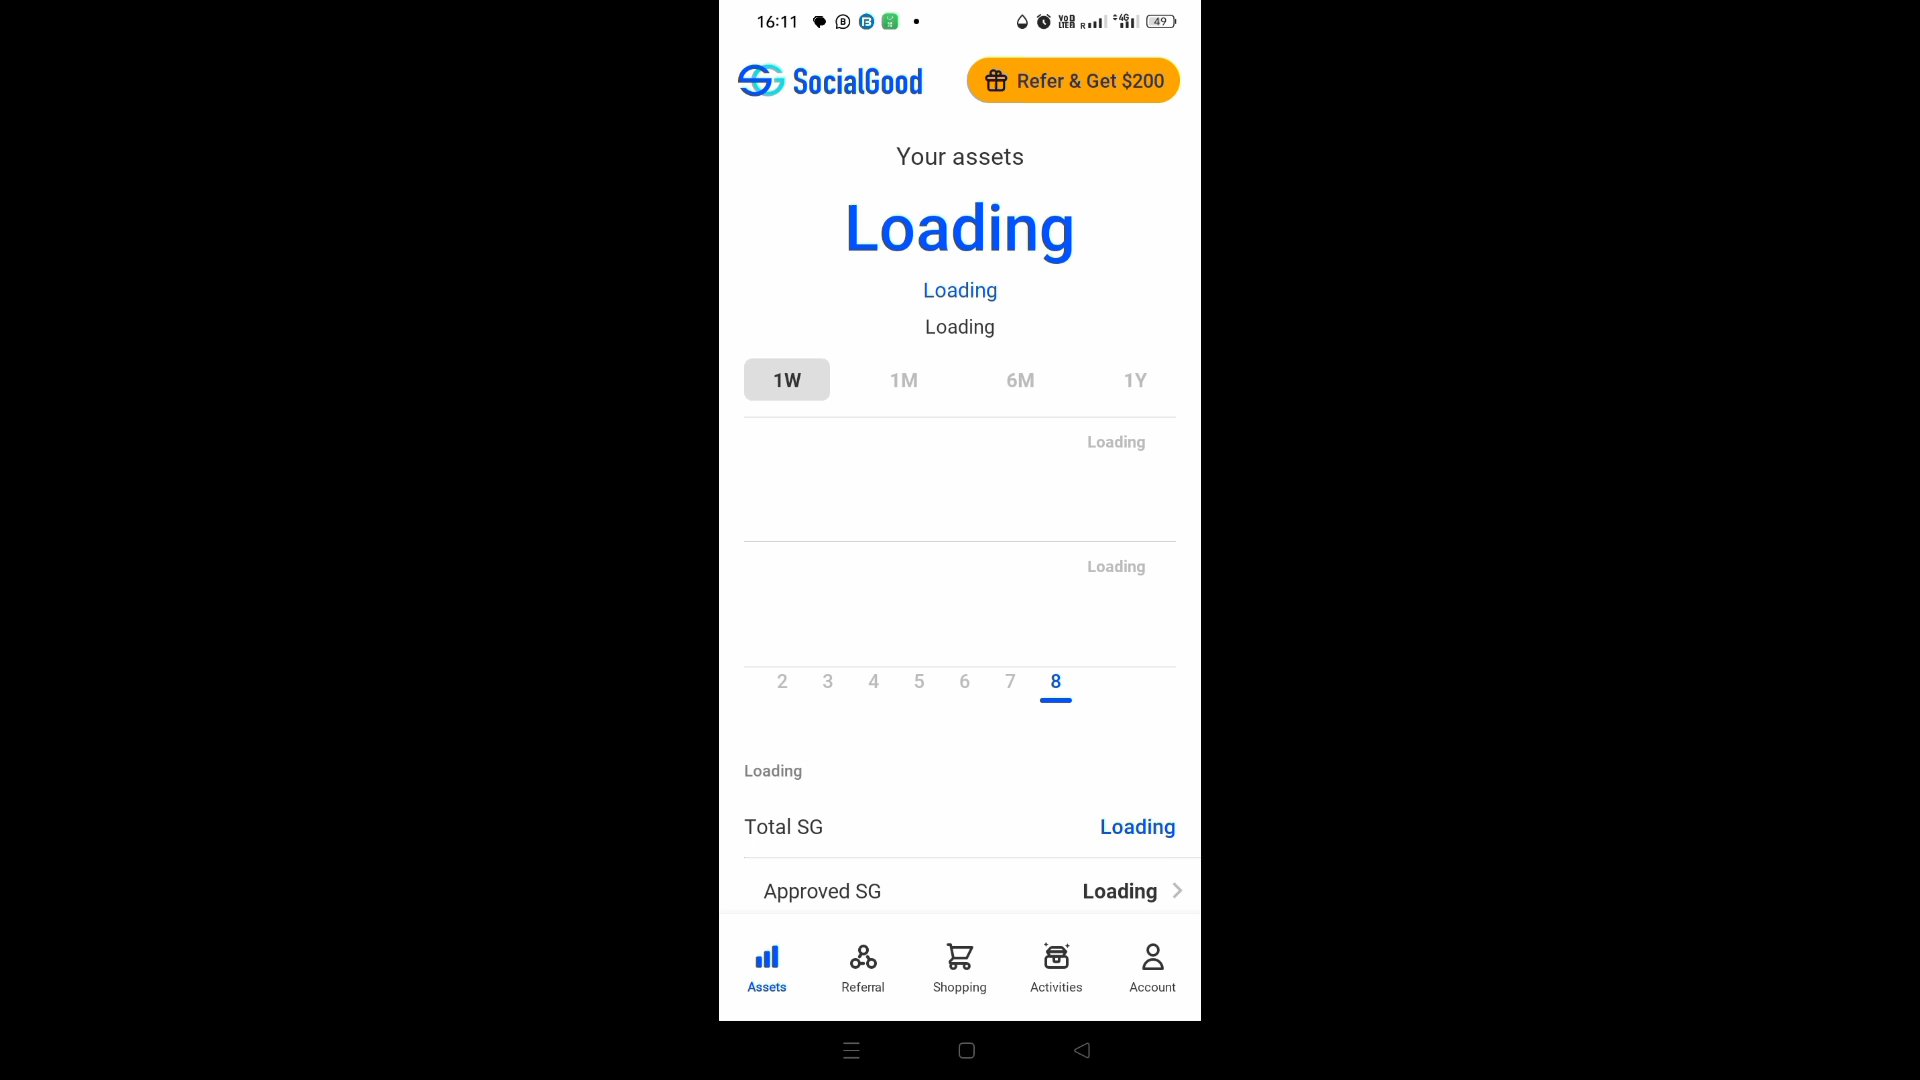 16:11 49
SocialGood Refer & Get $200
Your assets
Loading
Loading
Loading
1W 1M 6M 1Y
Loading
Loading
2 3 4 5 6 7 8
Loading
Total SG Loading
Approved SG Loading
Assets Referral Shopping Activities Account